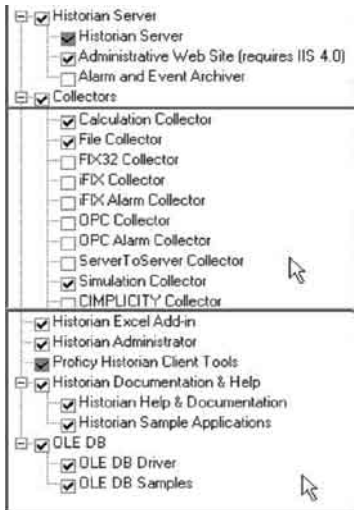 Historian Server
Historian Server
Administrative Web Site (requires IIS 4.0)
Alarm and Event Archiver
Collectors
Calculation Collector
File Collector
FIX32 Collector
iFIX Collector
iFIX Alarm Collector
OPC Collector
OPC Alarm Collector
ServerToServer Collector
Simulation Collector
CIMPLICITY Collector
Historian Excel Add-in
Historian Administrator
Proficy Historian Client Tools
Historian Documentation & Help
Historian Help & Documentation
Historian Sample Applications
OLE DB
OLE DB Driver
OLE DB Samples